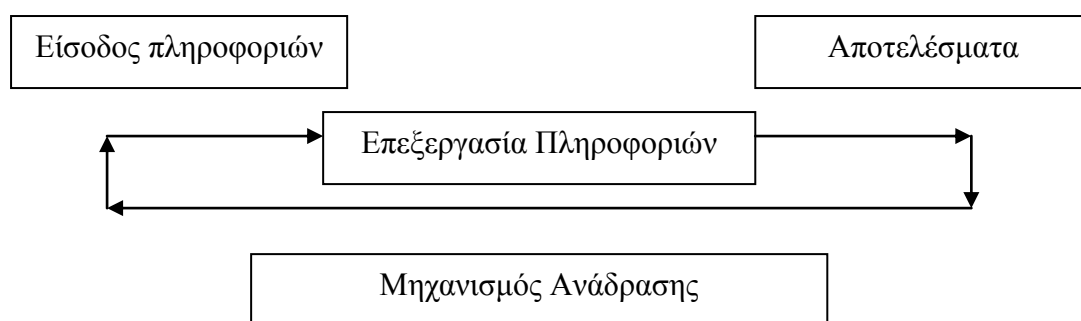 Είσοδος πληροφοριών
Αποτελέσματα
Επεξεργασία Πληροφοριών
Μηχανισμός Ανάδρασης